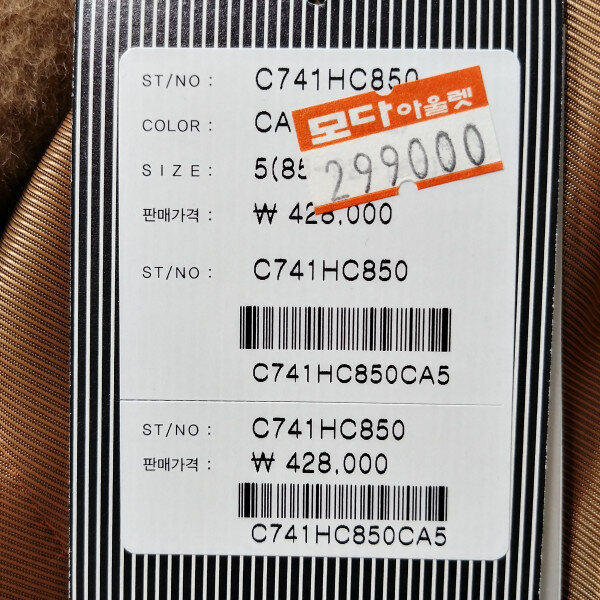 ST/NO : C741HC850
COLOR : CA
모다아울렛
SIZE : 5(85
299000
판매가격 : ₩ 428,000
ST/NO : C741HC850
C741HC850CA5
ST/NO : C741HC850
판매가격 : ₩ 428,000
C741HC850CA5